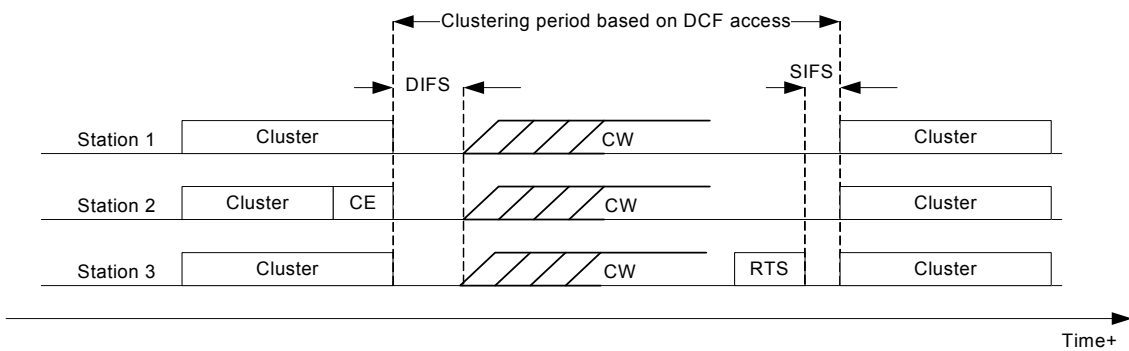 Clustering period based on DCF access
DIFS
SIFS
Station 1 Cluster CW Cluster
Station 2 Cluster CE CW Cluster
Station 3 Cluster CW RTS Cluster
Time+